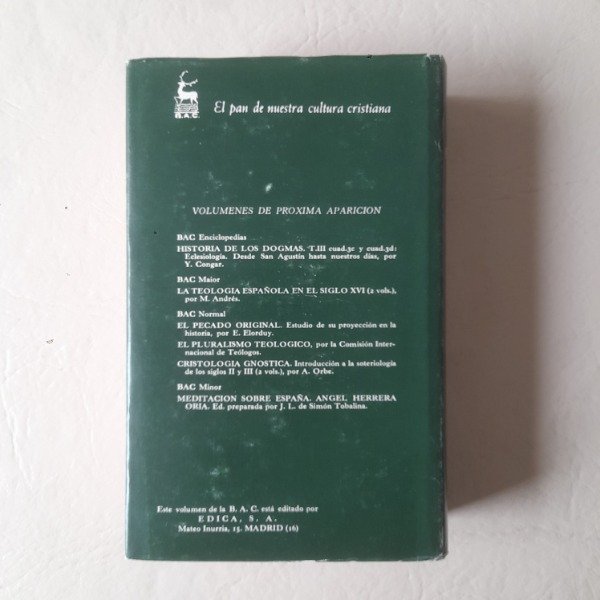 B.A.C.
El pan de nuestra cultura cristiana
VOLUMENES DE PROXIMA APARICION
BAC Enciclopedias
HISTORIA DE LOS DOGMAS. T.III cuad.3c y cuad.3d:
Eclesiología. Desde San Agustín hasta nuestros días, por
Y. Congar.
BAC Maior
LA TEOLOGIA ESPAÑOLA EN EL SIGLO XVI (2 vols.),
por M. Andrés.
BAC Normal
EL PECADO ORIGINAL. Estudio de su proyección en la
historia, por E. Elorduy.
EL PLURALISMO TEOLOGICO, por la Comisión Inter-
nacional de Teólogos.
CRISTOLOGIA GNOSTICA. Introducción a la soteriología
de los siglos II y III (2 vols.), por A. Orbe.
BAC Minor
MEDITACION SOBRE ESPAÑA. ANGEL HERRERA
ORIA. Ed. preparada por J. L. de Simón Tobalina.
Este volumen de la B. A. C. está editado por
EDICA, S. A.
Mateo Inurria, 15. MADRID (16)